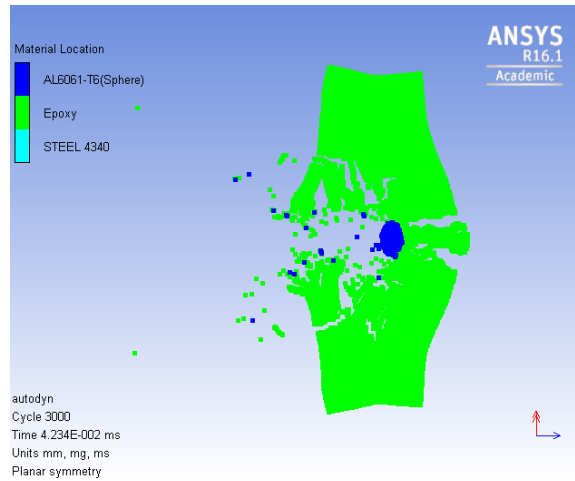 Material Location
AL6061-T6(Sphere)
Epoxy
STEEL 4340
ANSYS
R16.1
Academic
autodyn
Cycle 3000
Time 4.234E-002 ms
Units mm, mg, ms
Planar symmetry